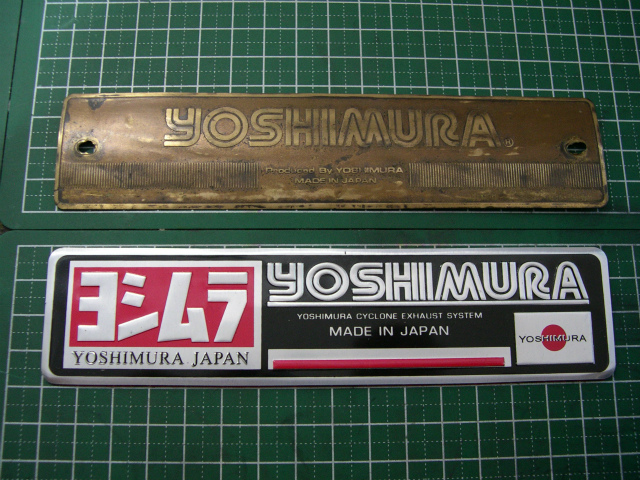 YOSHIMURA
Produced By YOSHIMURA
MADE IN JAPAN
ヨシムラ
YOSHIMURA JAPAN
YOSHIMURA
YOSHIMURA CYCLONE EXHAUST SYSTEM
MADE IN JAPAN
YOSHIMURA